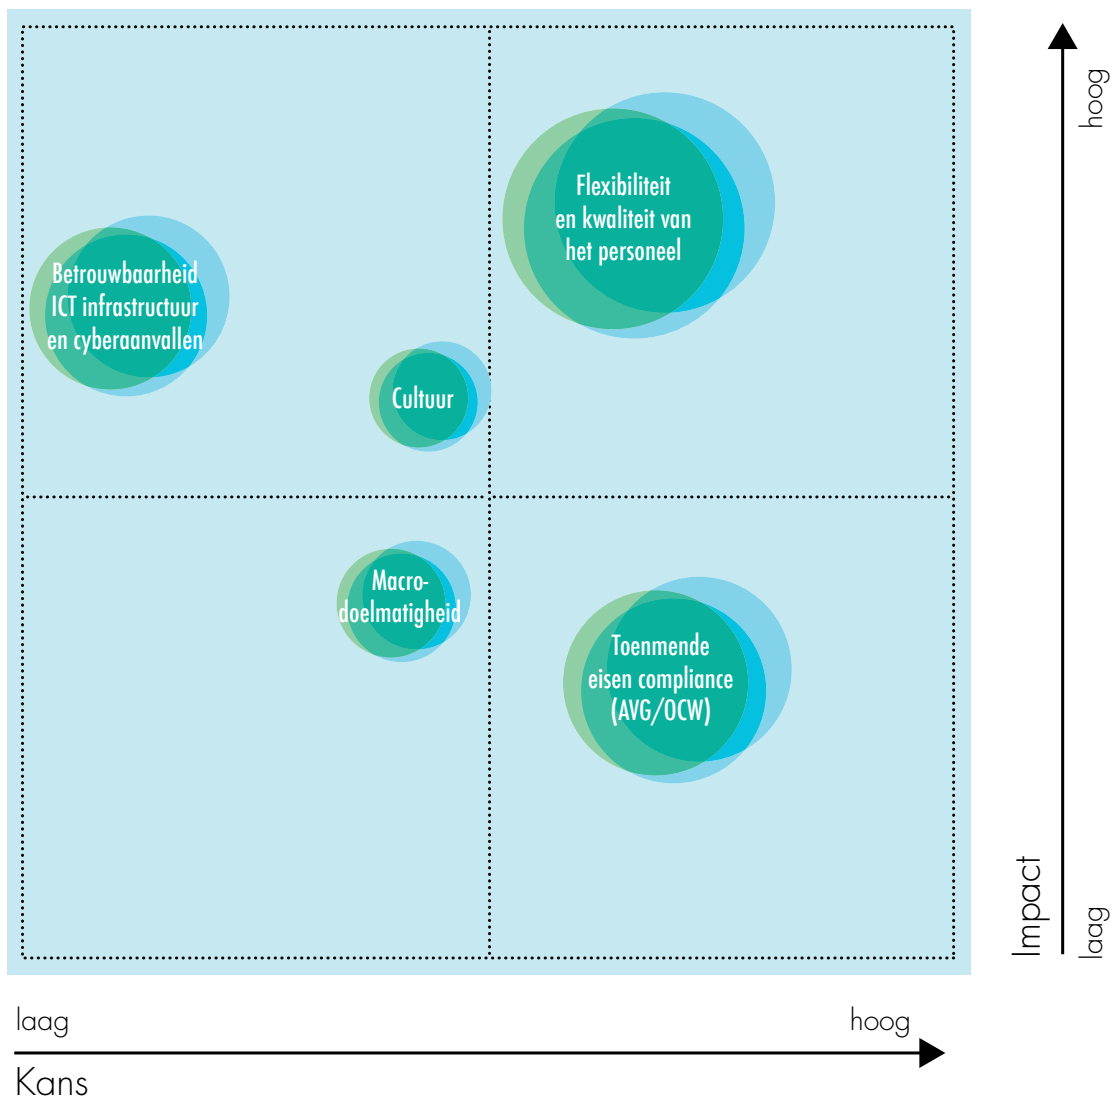 hoog
Flexibiliteit
en kwaliteit van
het personeel
Betrouwbaarheid
ICT infrastructuur
en cyberaanvallen
Cultuur
Macro-
doelmatigheid
Toenmende
eisen compliance
(AVG/OCW)
Impact
laag
laag
hoog
Kans